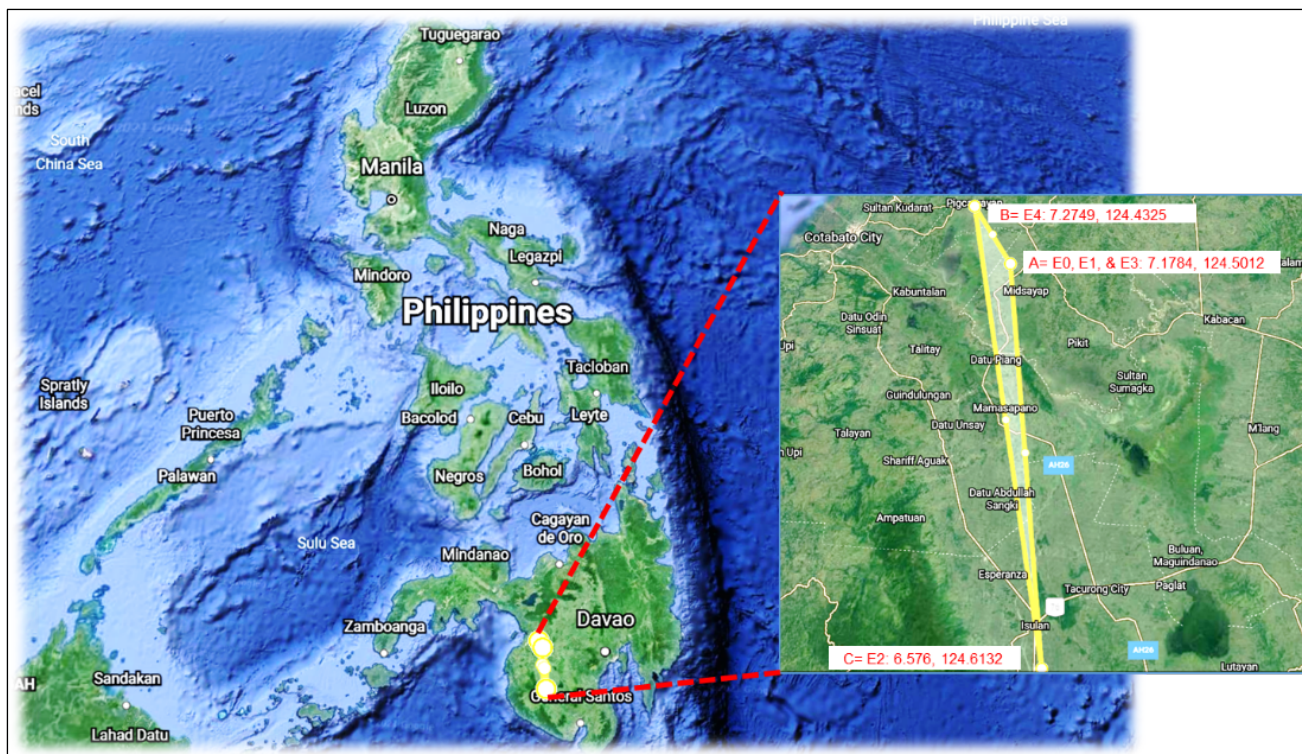 Philippine Sea
Tuguegarao
Luzon
South
China Sea
Manila
Naga
Legazpi
Mindoro
Philippines
Tacloban
Spratly
Islands
Iloilo
Bacolod
Cebu
Leyte
Puerto
Princesa
Palawan
Negros
Bohol
Cagayan
de Oro
Sulu Sea
Mindanao
Davao
Zamboanga
General Santos
Sandakan
AH
Lahad Datu
Sultan Kudarat
B= E4: 7.2749, 124.4325
Cotabato City
A= E0, E1, & E3: 7.1784, 124.5012
Kabuntalan
Midsayap
Kabacan
Datu Odin
Sinsuat
Upi
Talitay
Datu Piang
Pikit
Sultan
Sumagka
Guindulungan
Mamasapano
Datu Unsay
Talayan
M'lang
Upi
Shariff Aguak
AH26
Datu Abdullah
Sangki
Ampatuan
Buluan,
Maguindanao
Esperanza
Tacurong City
Paglat
Isulan
C= E2: 6.576, 124.6132
AH26
Lutayan